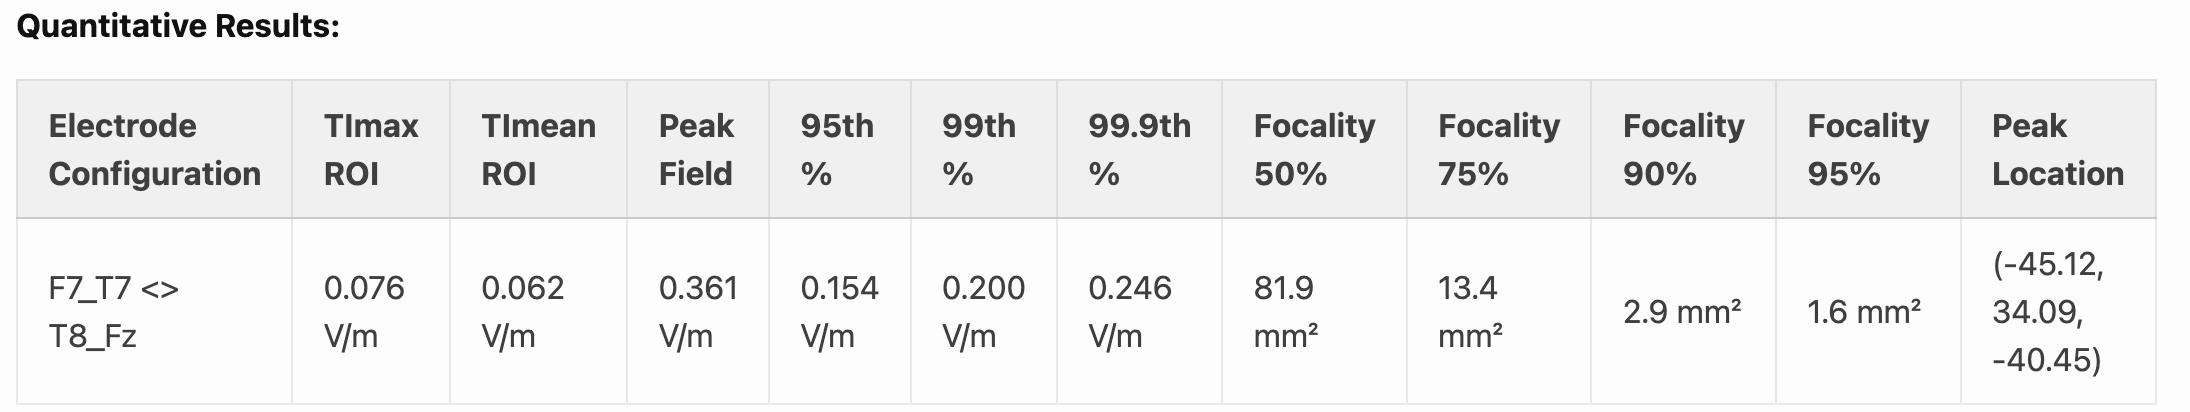 Quantitative Results:
Electrode Configuration TImax ROI TImean ROI Peak Field 95th % 99th % 99.9th % Focality 50% Focality 75% Focality 90% Focality 95% Peak Location
F7_T7 <> T8_Fz 0.076 V/m 0.062 V/m 0.361 V/m 0.154 V/m 0.200 V/m 0.246 V/m 81.9 mm² 13.4 mm² 2.9 mm² 1.6 mm² (-45.12, 34.09, -40.45)